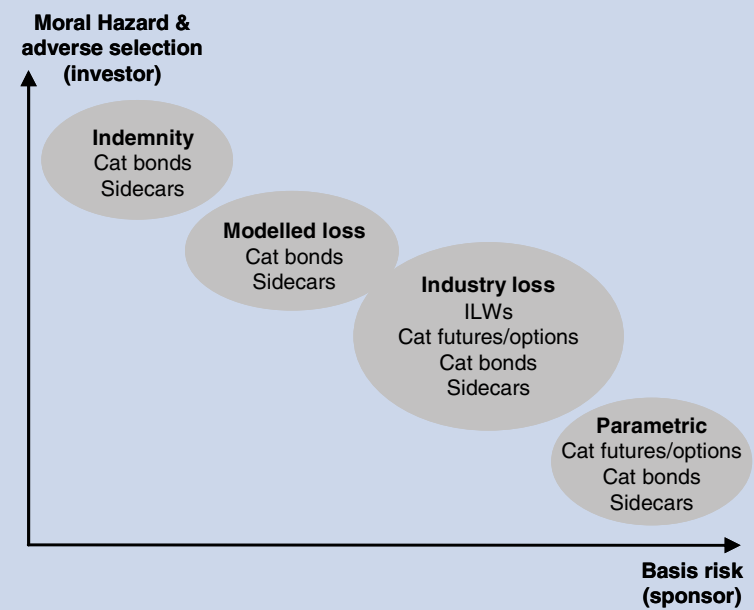 Moral Hazard &
adverse selection
(investor)
Indemnity
Cat bonds
Sidecars
Modelled loss
Cat bonds
Sidecars
Industry loss
ILWs
Cat futures/options
Cat bonds
Sidecars
Parametric
Cat futures/options
Cat bonds
Sidecars
Basis risk
(sponsor)